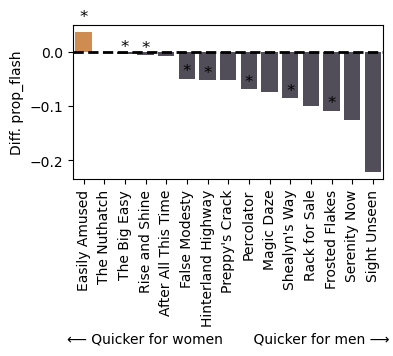 *
* *
* *
*
*
*
Diff. prop_flash
0.0
−0.1
−0.2
Easily Amused
The Nuthatch
The Big Easy
Rise and Shine
After All This Time
False Modesty
Hinterland Highway
Preppy's Crack
Percolator
Magic Daze
Shealyn's Way
Rack for Sale
Frosted Flakes
Serenity Now
Sight Unseen
⟵ Quicker for women Quicker for men ⟶